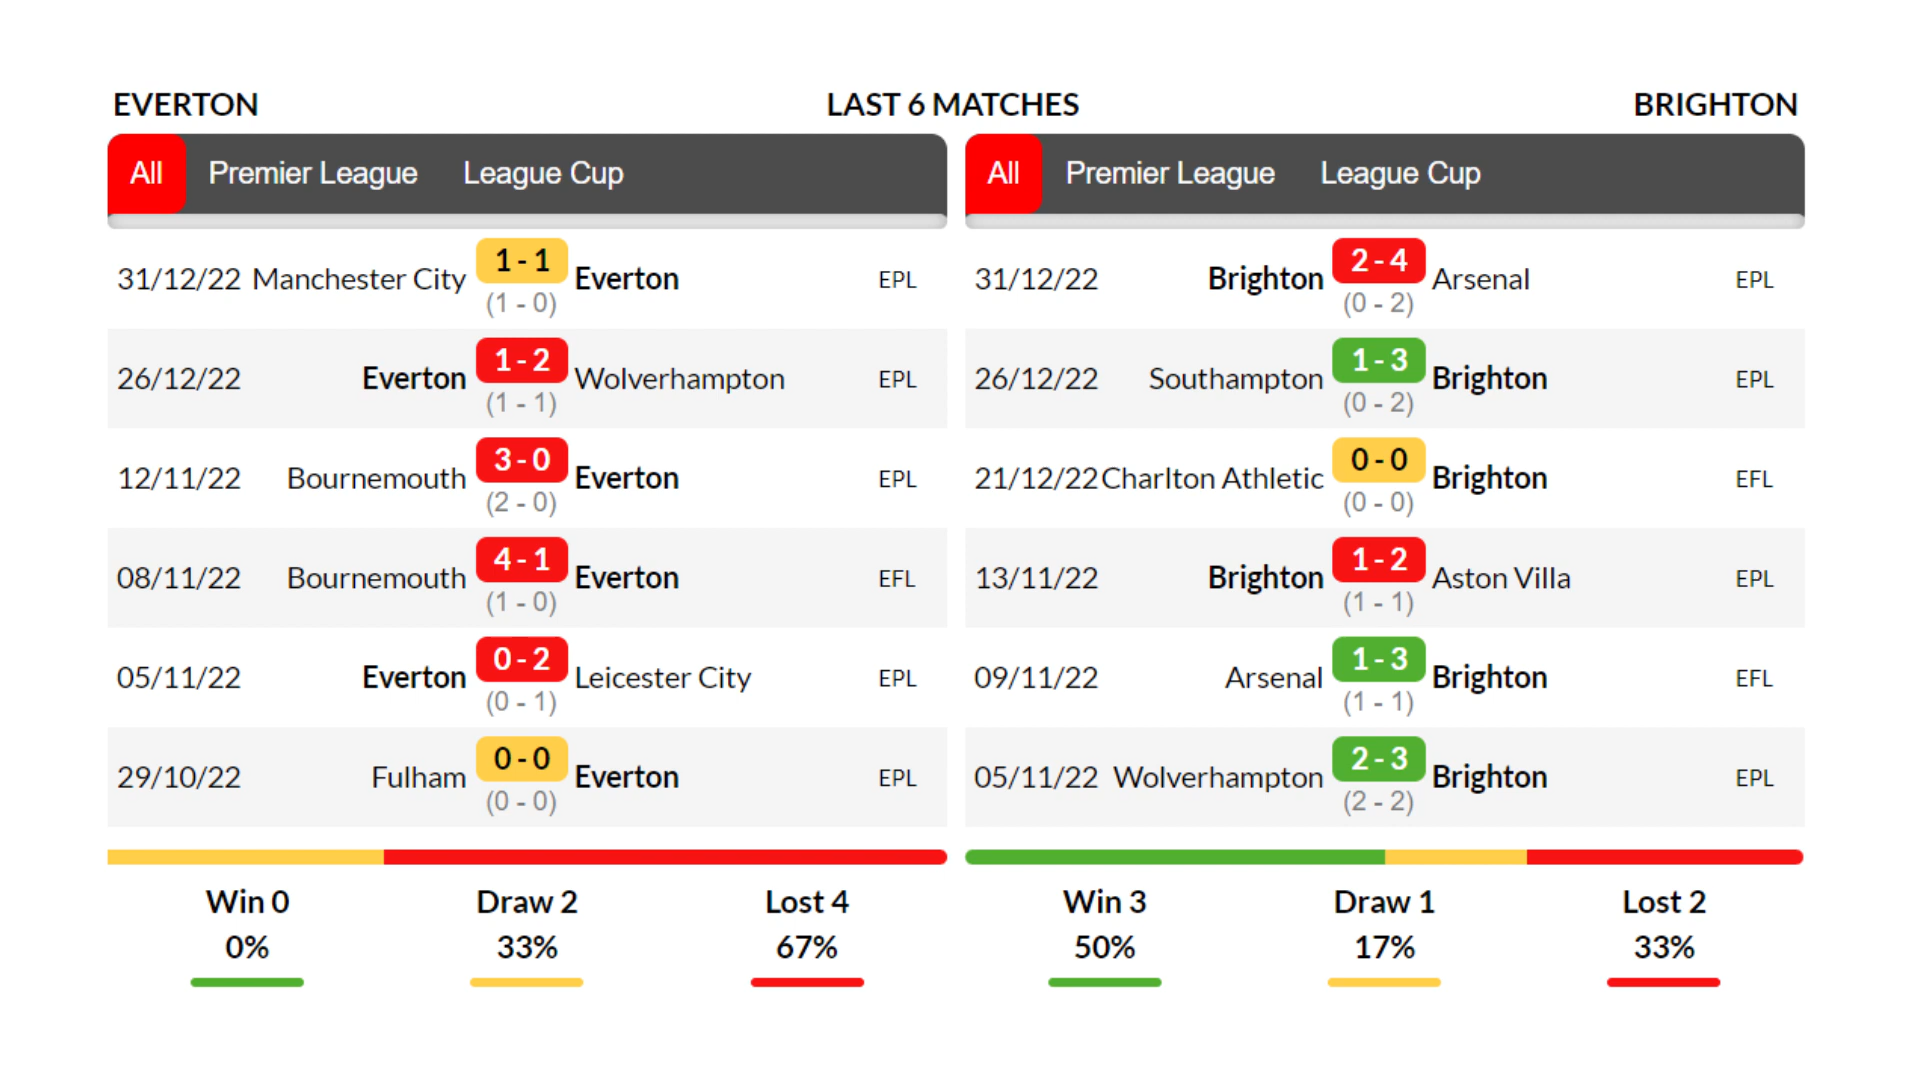 EVERTON LAST 6 MATCHES BRIGHTON
All Premier League League Cup
31/12/22 Manchester City 1 - 1 Everton EPL
(1 - 0)
26/12/22 Everton 1 - 2 Wolverhampton EPL
(1 - 1)
12/11/22 Bournemouth 3 - 0 Everton EPL
(2 - 0)
08/11/22 Bournemouth 4 - 1 Everton EFL
(1 - 0)
05/11/22 Everton 0 - 2 Leicester City EPL
(0 - 1)
29/10/22 Fulham 0 - 0 Everton EPL
(0 - 0)
Win 0 Draw 2 Lost 4
0% 33% 67%
All Premier League League Cup
31/12/22 Brighton 2 - 4 Arsenal EPL
(0 - 2)
26/12/22 Southampton 1 - 3 Brighton EPL
(0 - 2)
21/12/22 Charlton Athletic 0 - 0 Brighton EFL
(0 - 0)
13/11/22 Brighton 1 - 2 Aston Villa EPL
(1 - 1)
09/11/22 Arsenal 1 - 3 Brighton EFL
(1 - 1)
05/11/22 Wolverhampton 2 - 3 Brighton EPL
(2 - 2)
Win 3 Draw 1 Lost 2
50% 17% 33%